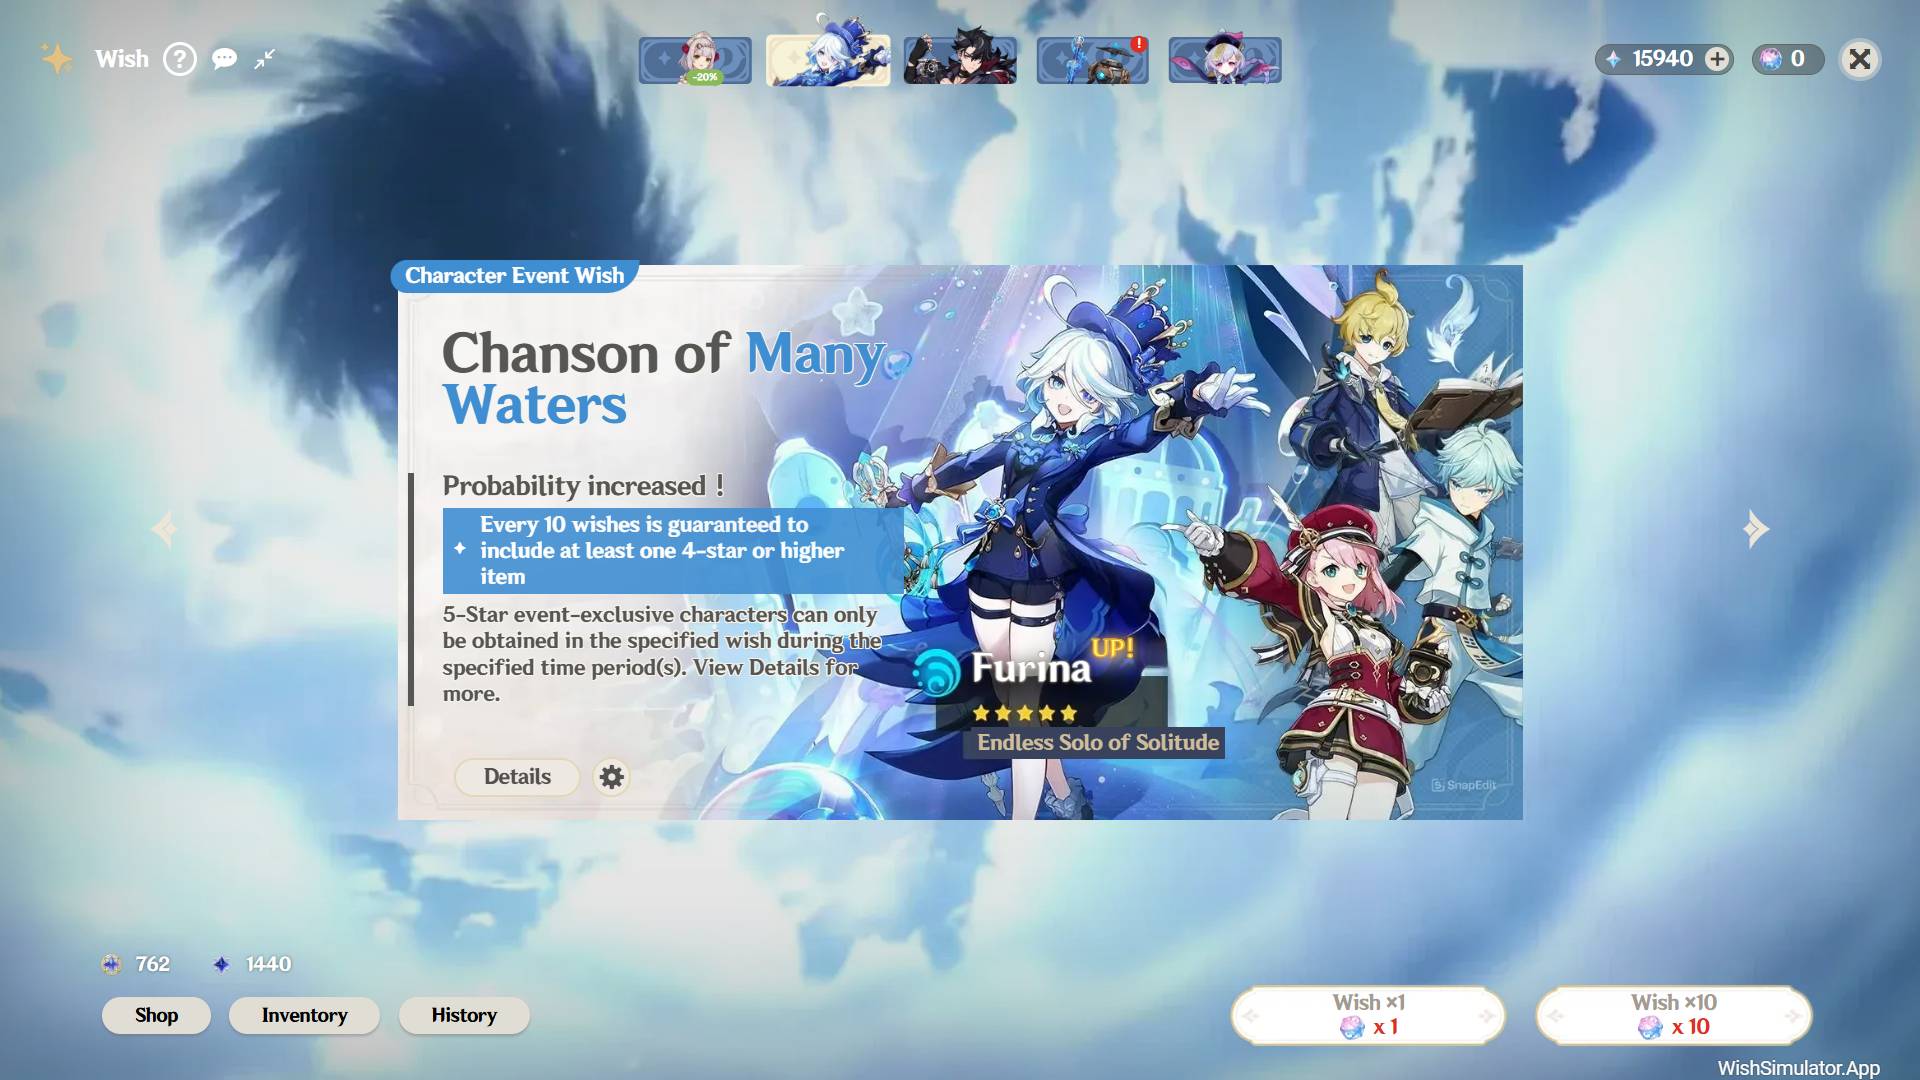 Wish
-20%
!
15940
0
Character Event Wish
Chanson of Many
Waters
Probability increased !
Every 10 wishes is guaranteed to
include at least one 4-star or higher
item
5-Star event-exclusive characters can only
be obtained in the specified wish during the
specified time period(s). View Details for
more.
Furina UP!
Endless Solo of Solitude
Details
SnapEdit
762
1440
Shop
Inventory
History
Wish ×1
x 1
Wish ×10
x 10
WishSimulator.App